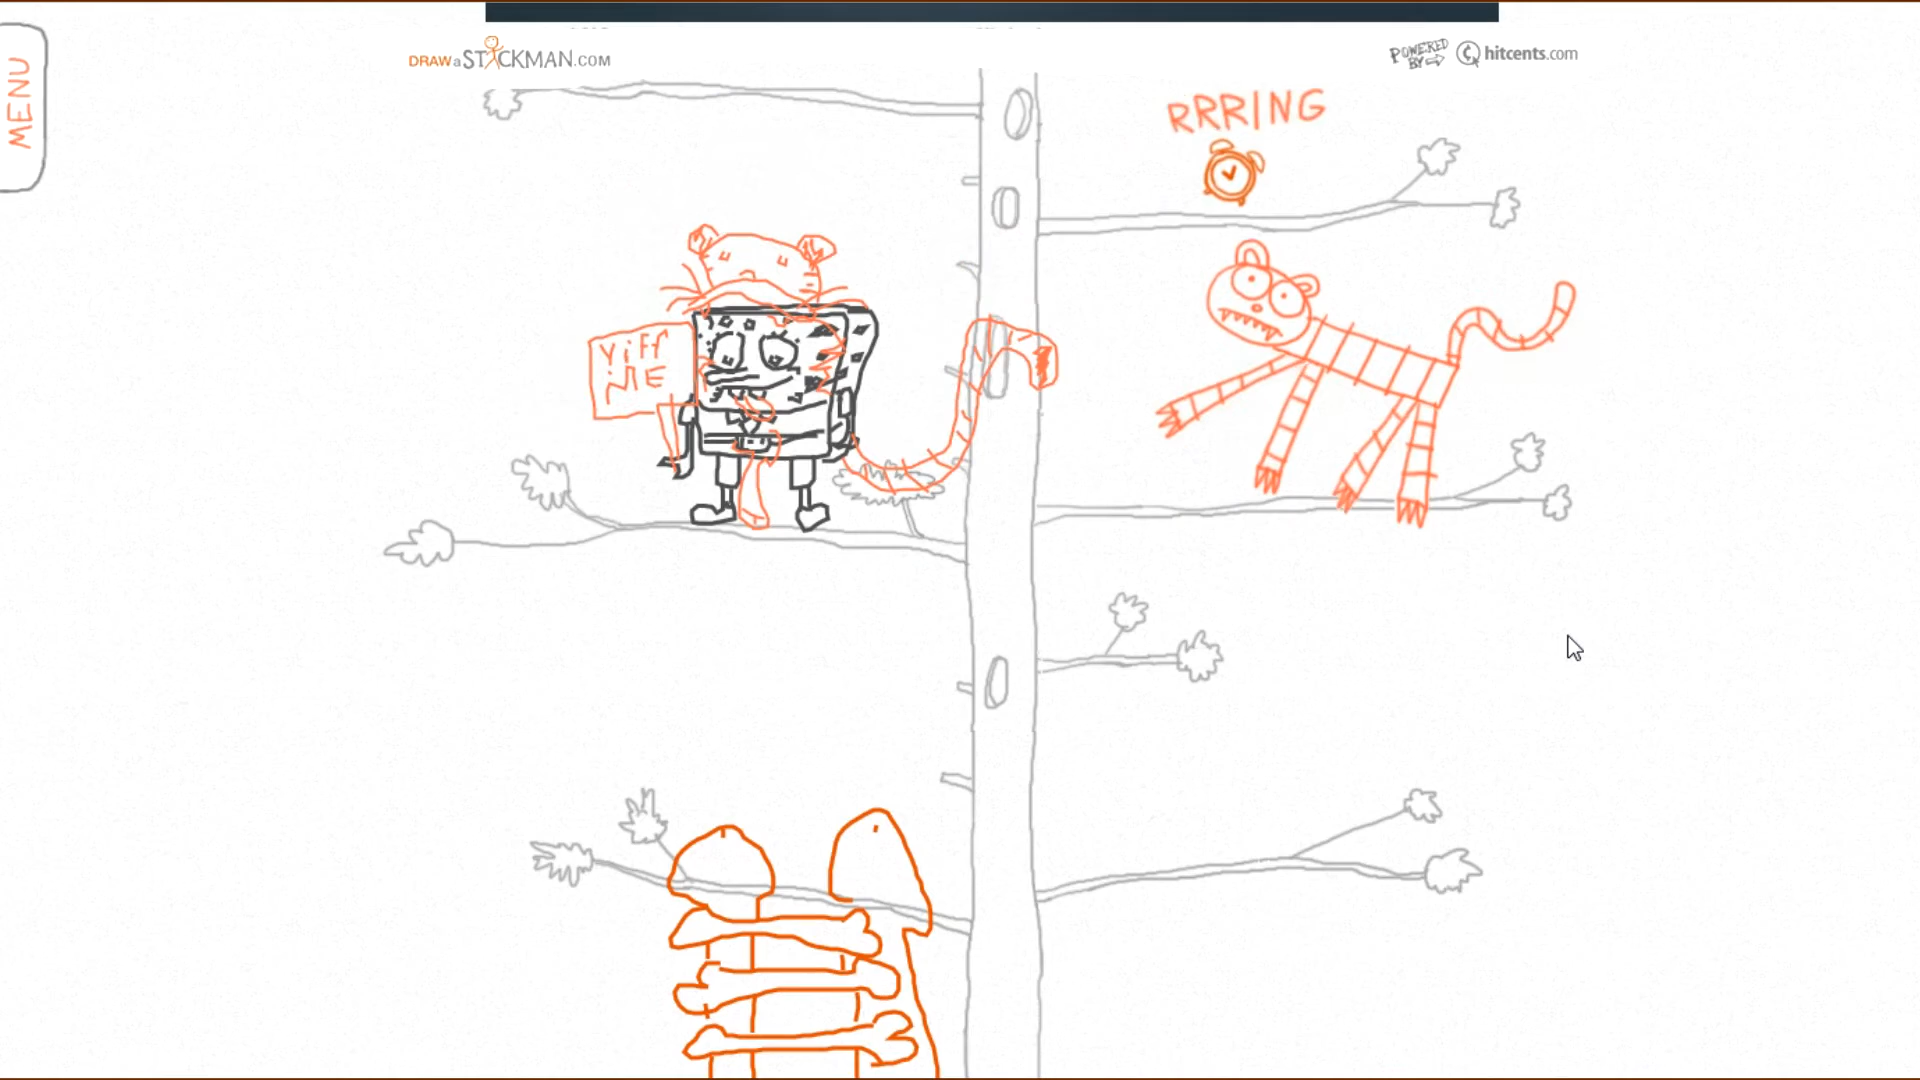 MENU
DRAW a STICKMAN.COM
POWERED
BY
hitcents.com
RRRING
YiFF
ME